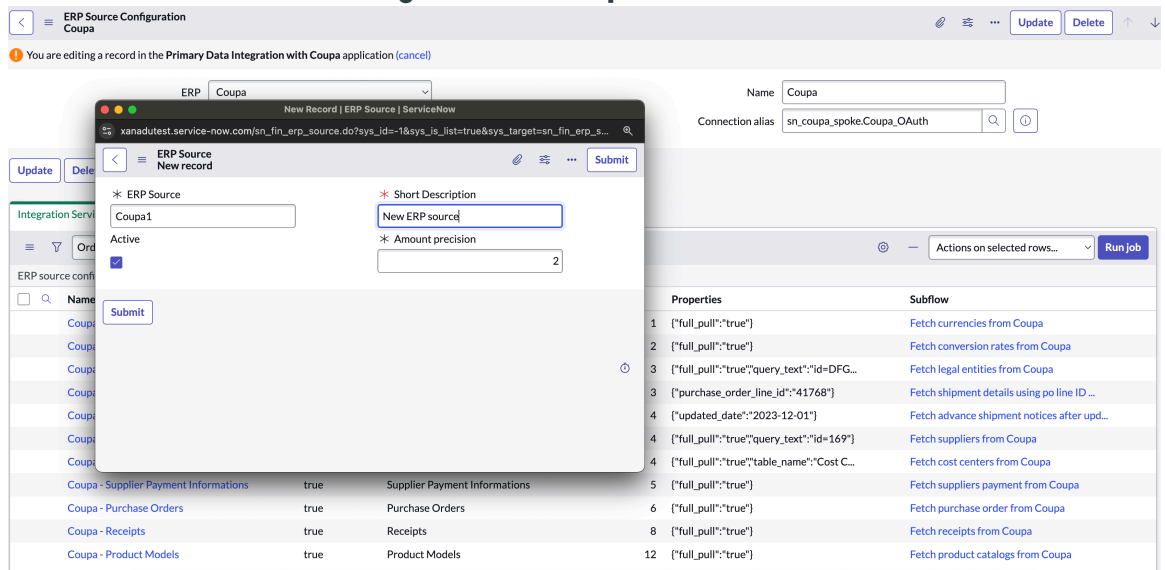 ERP Source Configuration
Coupa
Update
Delete
You are editing a record in the Primary Data Integration with Coupa application (cancel)
ERP
Coupa
Name
Coupa
Connection alias
sn_coupa_spoke.Coupa_OAuth
Update
Dele
New Record | ERP Source | ServiceNow
xanadutest.service-now.com/sn_fin_erp_source.do?sys_id=-1&sys_is_list=true&sys_target=sn_fin_erp_s...
ERP Source
New record
Submit
ERP Source
Short Description
Coupa1
New ERP source
Active
Amount precision
2
Submit
Integration Servi
Ord
Actions on selected rows...
Run job
ERP source confi
Name
Properties
Subflow
Coupa
1 {"full_pull":"true"} Fetch currencies from Coupa
Coupa
2 {"full_pull":"true"} Fetch conversion rates from Coupa
Coupa
3 {"full_pull":"true","query_text":"id=DFG... Fetch legal entities from Coupa
Coupa
3 {"purchase_order_line_id":"41768"} Fetch shipment details using po line ID ...
Coupa
4 {"updated_date":"2023-12-01"} Fetch advance shipment notices after upd...
Coupa
4 {"full_pull":"true","query_text":"id=169"} Fetch suppliers from Coupa
Coupa
4 {"full_pull":"true","table_name":"Cost C... Fetch cost centers from Coupa
Coupa - Supplier Payment Informations true Supplier Payment Informations 5 {"full_pull":"true"} Fetch suppliers payment from Coupa
Coupa - Purchase Orders true Purchase Orders 6 {"full_pull":"true"} Fetch purchase order from Coupa
Coupa - Receipts true Receipts 8 {"full_pull":"true"} Fetch receipts from Coupa
Coupa - Product Models true Product Models 12 {"full_pull":"true"} Fetch product catalogs from Coupa